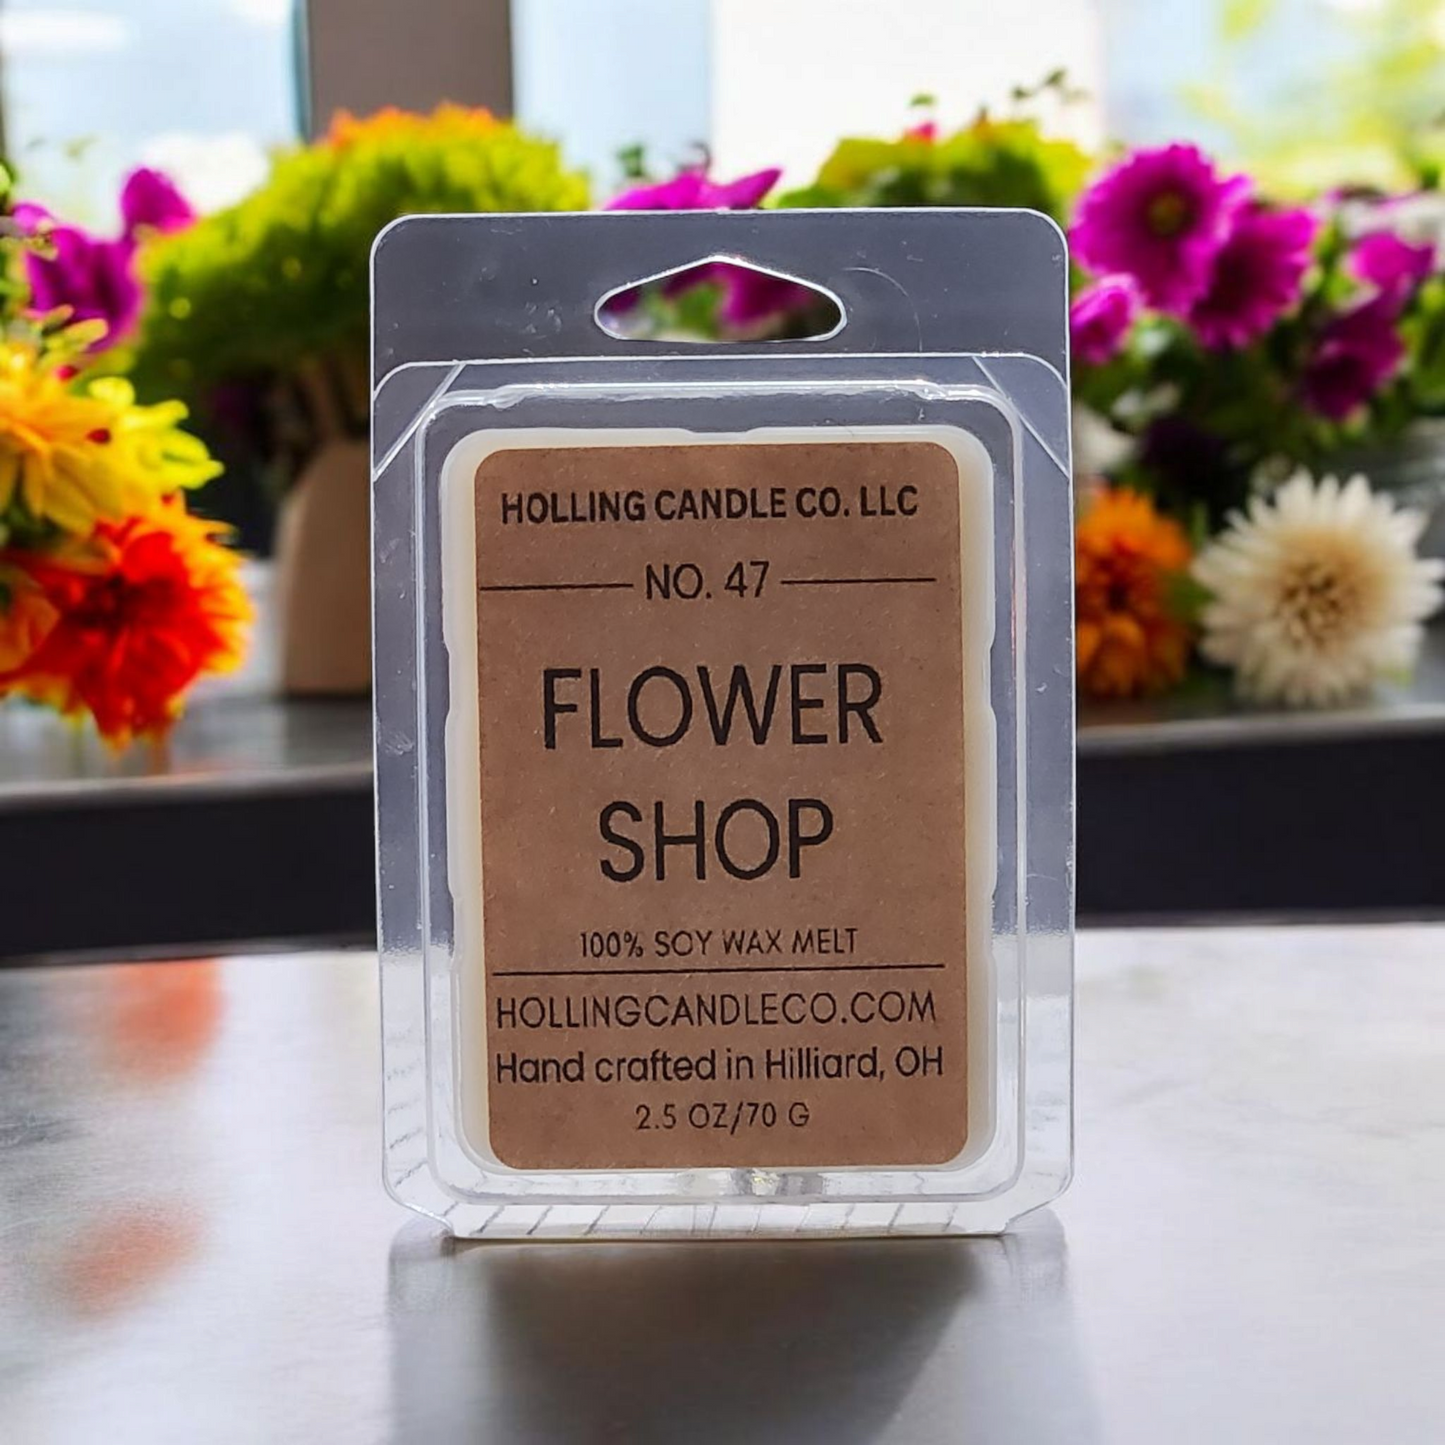 HOLLING CANDLE CO. LLC
NO. 47
FLOWER
SHOP
100% SOY WAX MELT
HOLLINGCANDLECO.COM
Hand crafted in Hilliard, OH
2.5 OZ/70 G